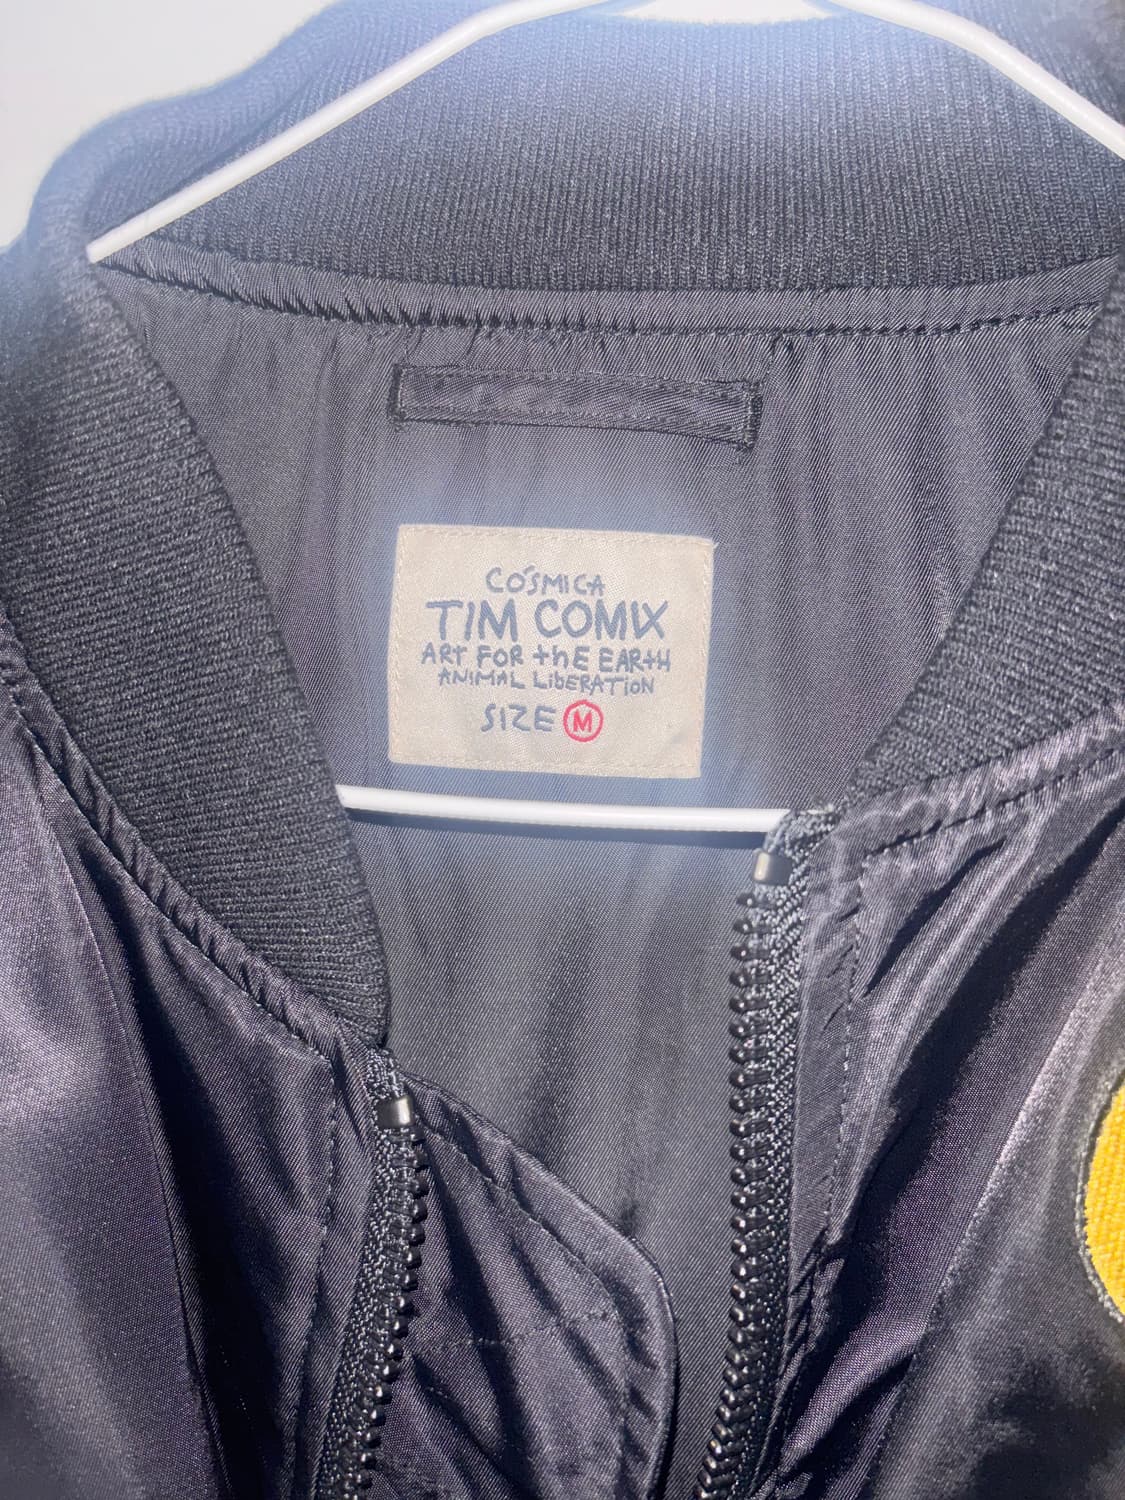 CÓSMICA
TIM COMIX
ART FOR thE EARtH
ANIMAL LibERATiON
SIZE M